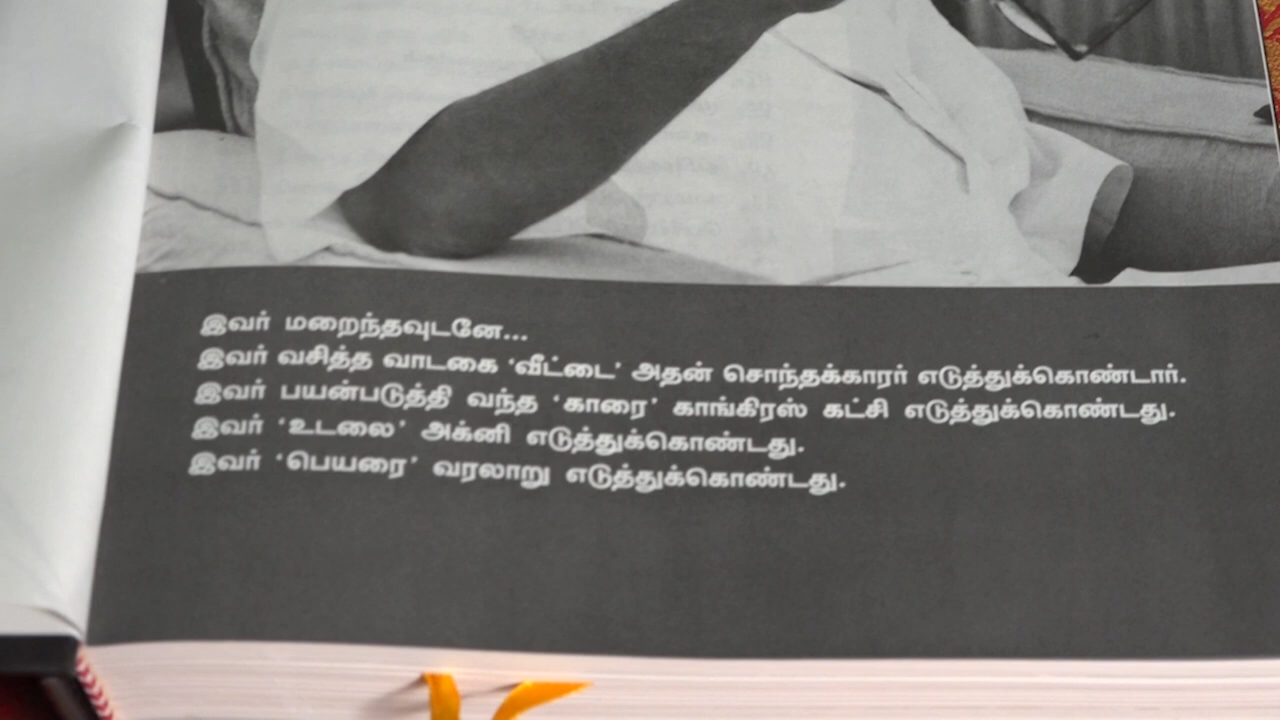 இவர் மறைந்தவுடனே...
இவர் வசித்த வாடகை ‘வீட்டை’ அதன் சொந்தக்காரர் எடுத்துக்கொண்டார்.
இவர் பயன்படுத்தி வந்த ‘காரை’ காங்கிரஸ் கட்சி எடுத்துக்கொண்டது.
இவர் ‘உடலை’ அக்னி எடுத்துக்கொண்டது.
இவர் ‘பெயரை’ வரலாறு எடுத்துக்கொண்டது.